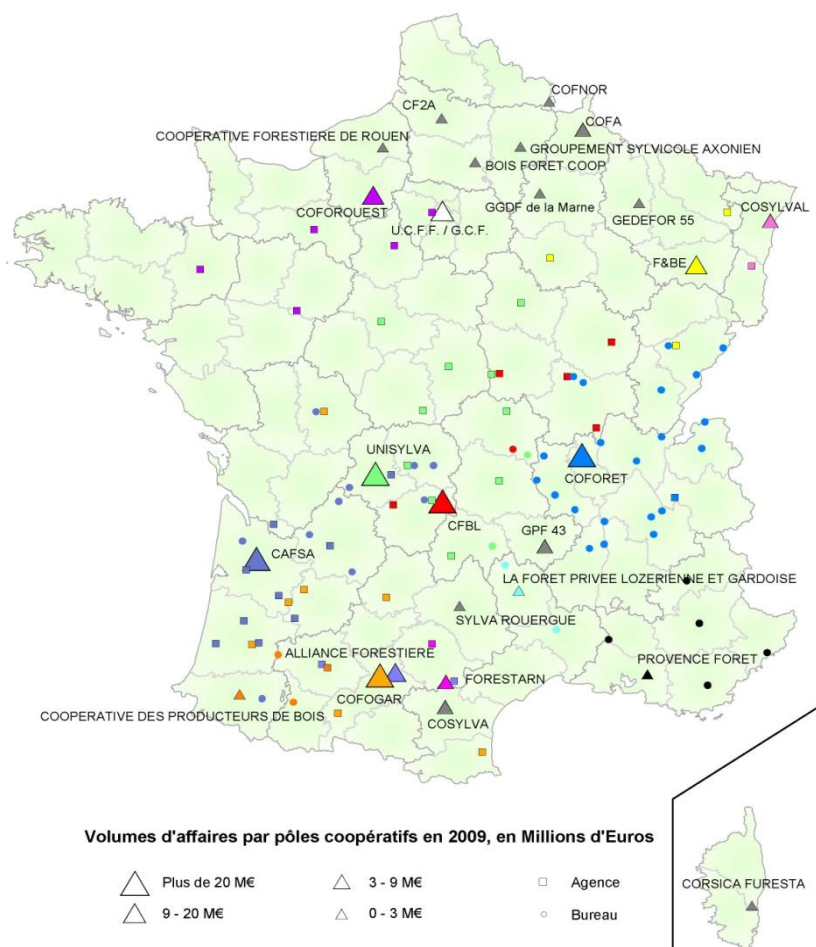 COFNOR
CF2A
COFA
COOPERATIVE FORESTIERE DE ROUEN
GROUPEMENT SYLVICOLE AXONIEN
BOIS FORET COOP
GGDF de la Marne
COSYLVAL
GEDEFOR 55
COFOROUEST
U.C.F.F. / G.C.F.
F&BE
UNISYLVA
COFORET
CFBL
GPF 43
CAFSA
LA FORET PRIVEE LOZERIENNE ET GARDOISE
SYLVA ROUERGUE
ALLIANCE FORESTIERE
PROVENCE FORET
FORESTARN
COFOGAR
COOPERATIVE DES PRODUCTEURS DE BOIS
COSYLVA
CORSICA FURESTA
Volumes d'affaires par pôles coopératifs en 2009, en Millions d'Euros
Plus de 20 M€
3 - 9 M€
Agence
9 - 20 M€
0 - 3 M€
Bureau